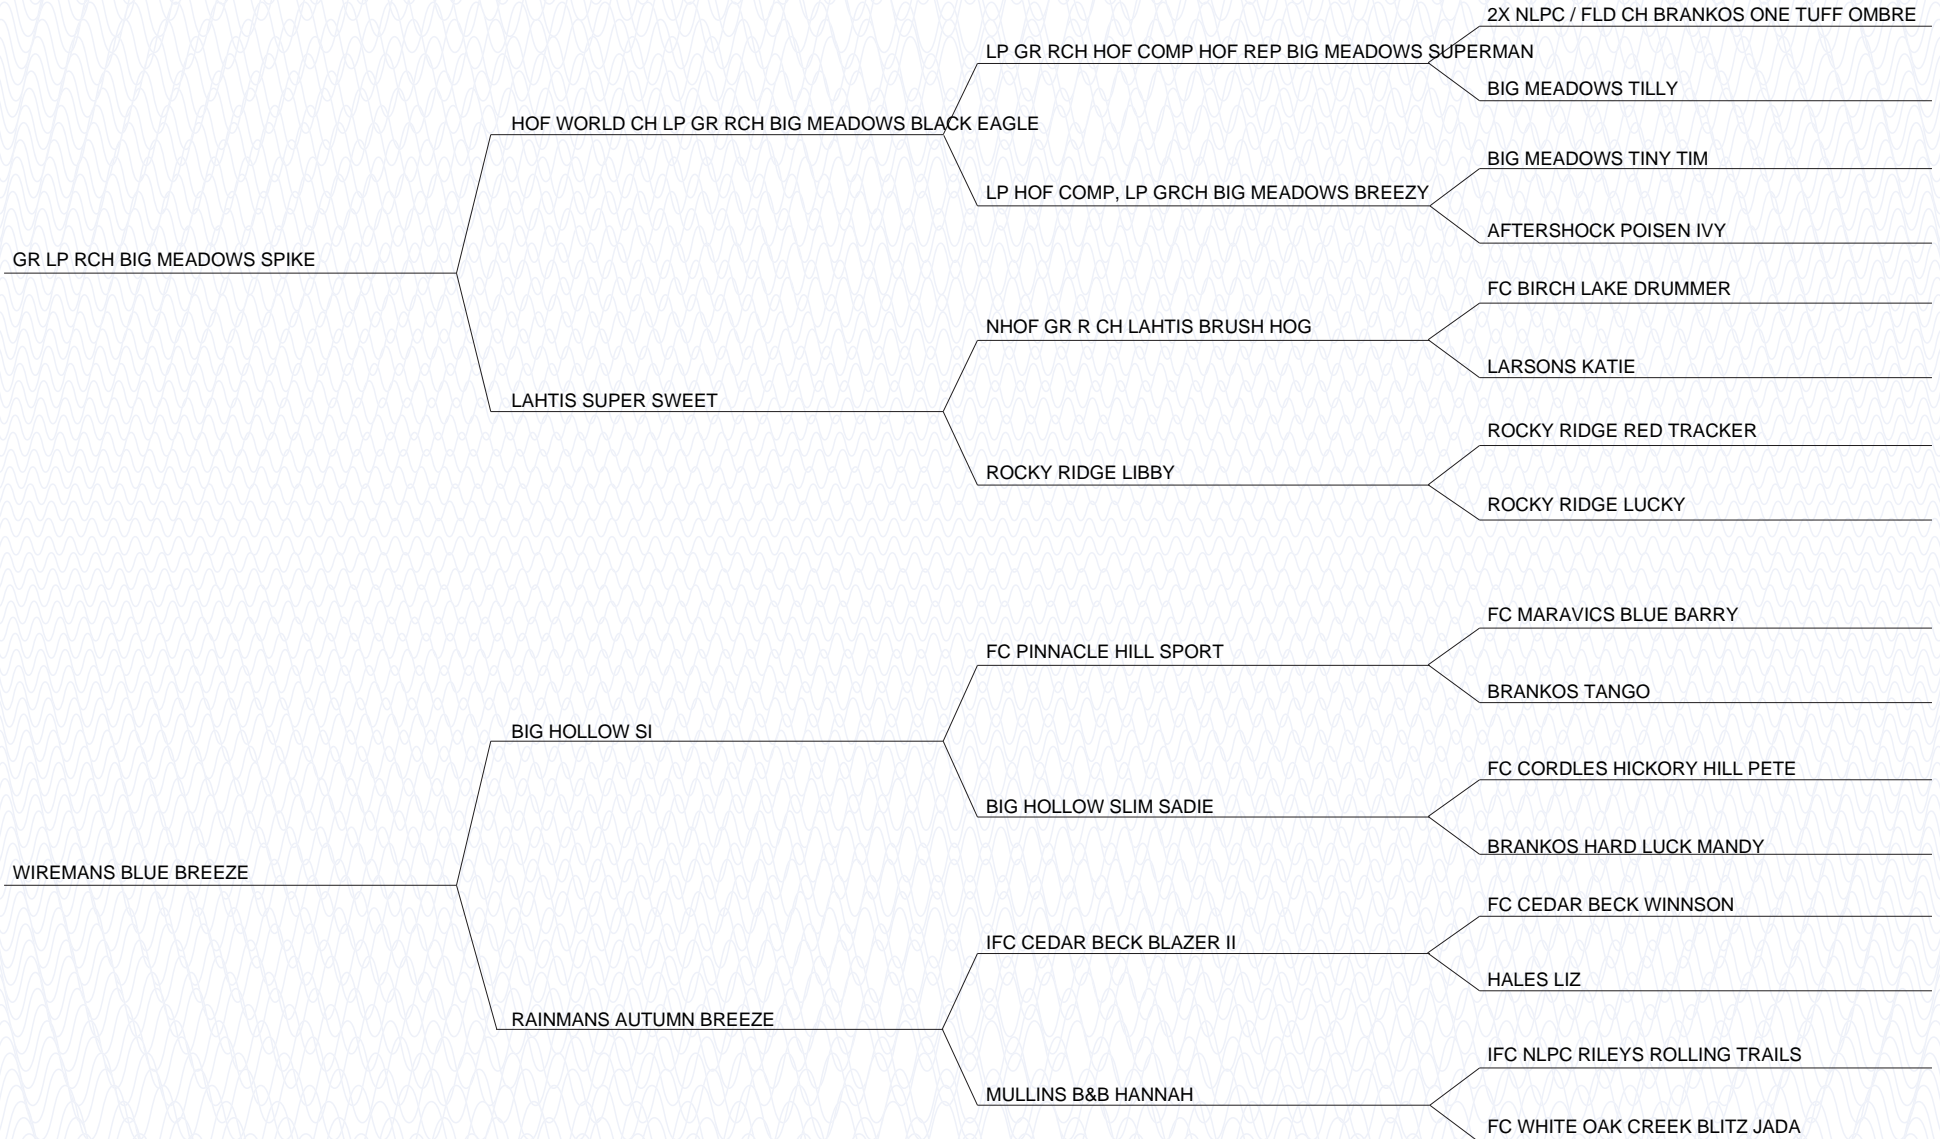 2X NLPC / FLD CH BRANKOS ONE TUFF OMBRE
LP GR RCH HOF COMP HOF REP BIG MEADOWS SUPERMAN
BIG MEADOWS TILLY
HOF WORLD CH LP GR RCH BIG MEADOWS BLACK EAGLE
BIG MEADOWS TINY TIM
LP HOF COMP, LP GRCH BIG MEADOWS BREEZY
AFTERSHOCK POISEN IVY
GR LP RCH BIG MEADOWS SPIKE
FC BIRCH LAKE DRUMMER
NHOF GR R CH LAHTIS BRUSH HOG
LARSONS KATIE
LAHTIS SUPER SWEET
ROCKY RIDGE RED TRACKER
ROCKY RIDGE LIBBY
ROCKY RIDGE LUCKY
FC MARAVICS BLUE BARRY
FC PINNACLE HILL SPORT
BRANKOS TANGO
BIG HOLLOW SI
FC CORDLES HICKORY HILL PETE
BIG HOLLOW SLIM SADIE
BRANKOS HARD LUCK MANDY
WIREMANS BLUE BREEZE
FC CEDAR BECK WINNSON
IFC CEDAR BECK BLAZER II
HALES LIZ
RAINMANS AUTUMN BREEZE
IFC NLPC RILEYS ROLLING TRAILS
MULLINS B&B HANNAH
FC WHITE OAK CREEK BLITZ JADA